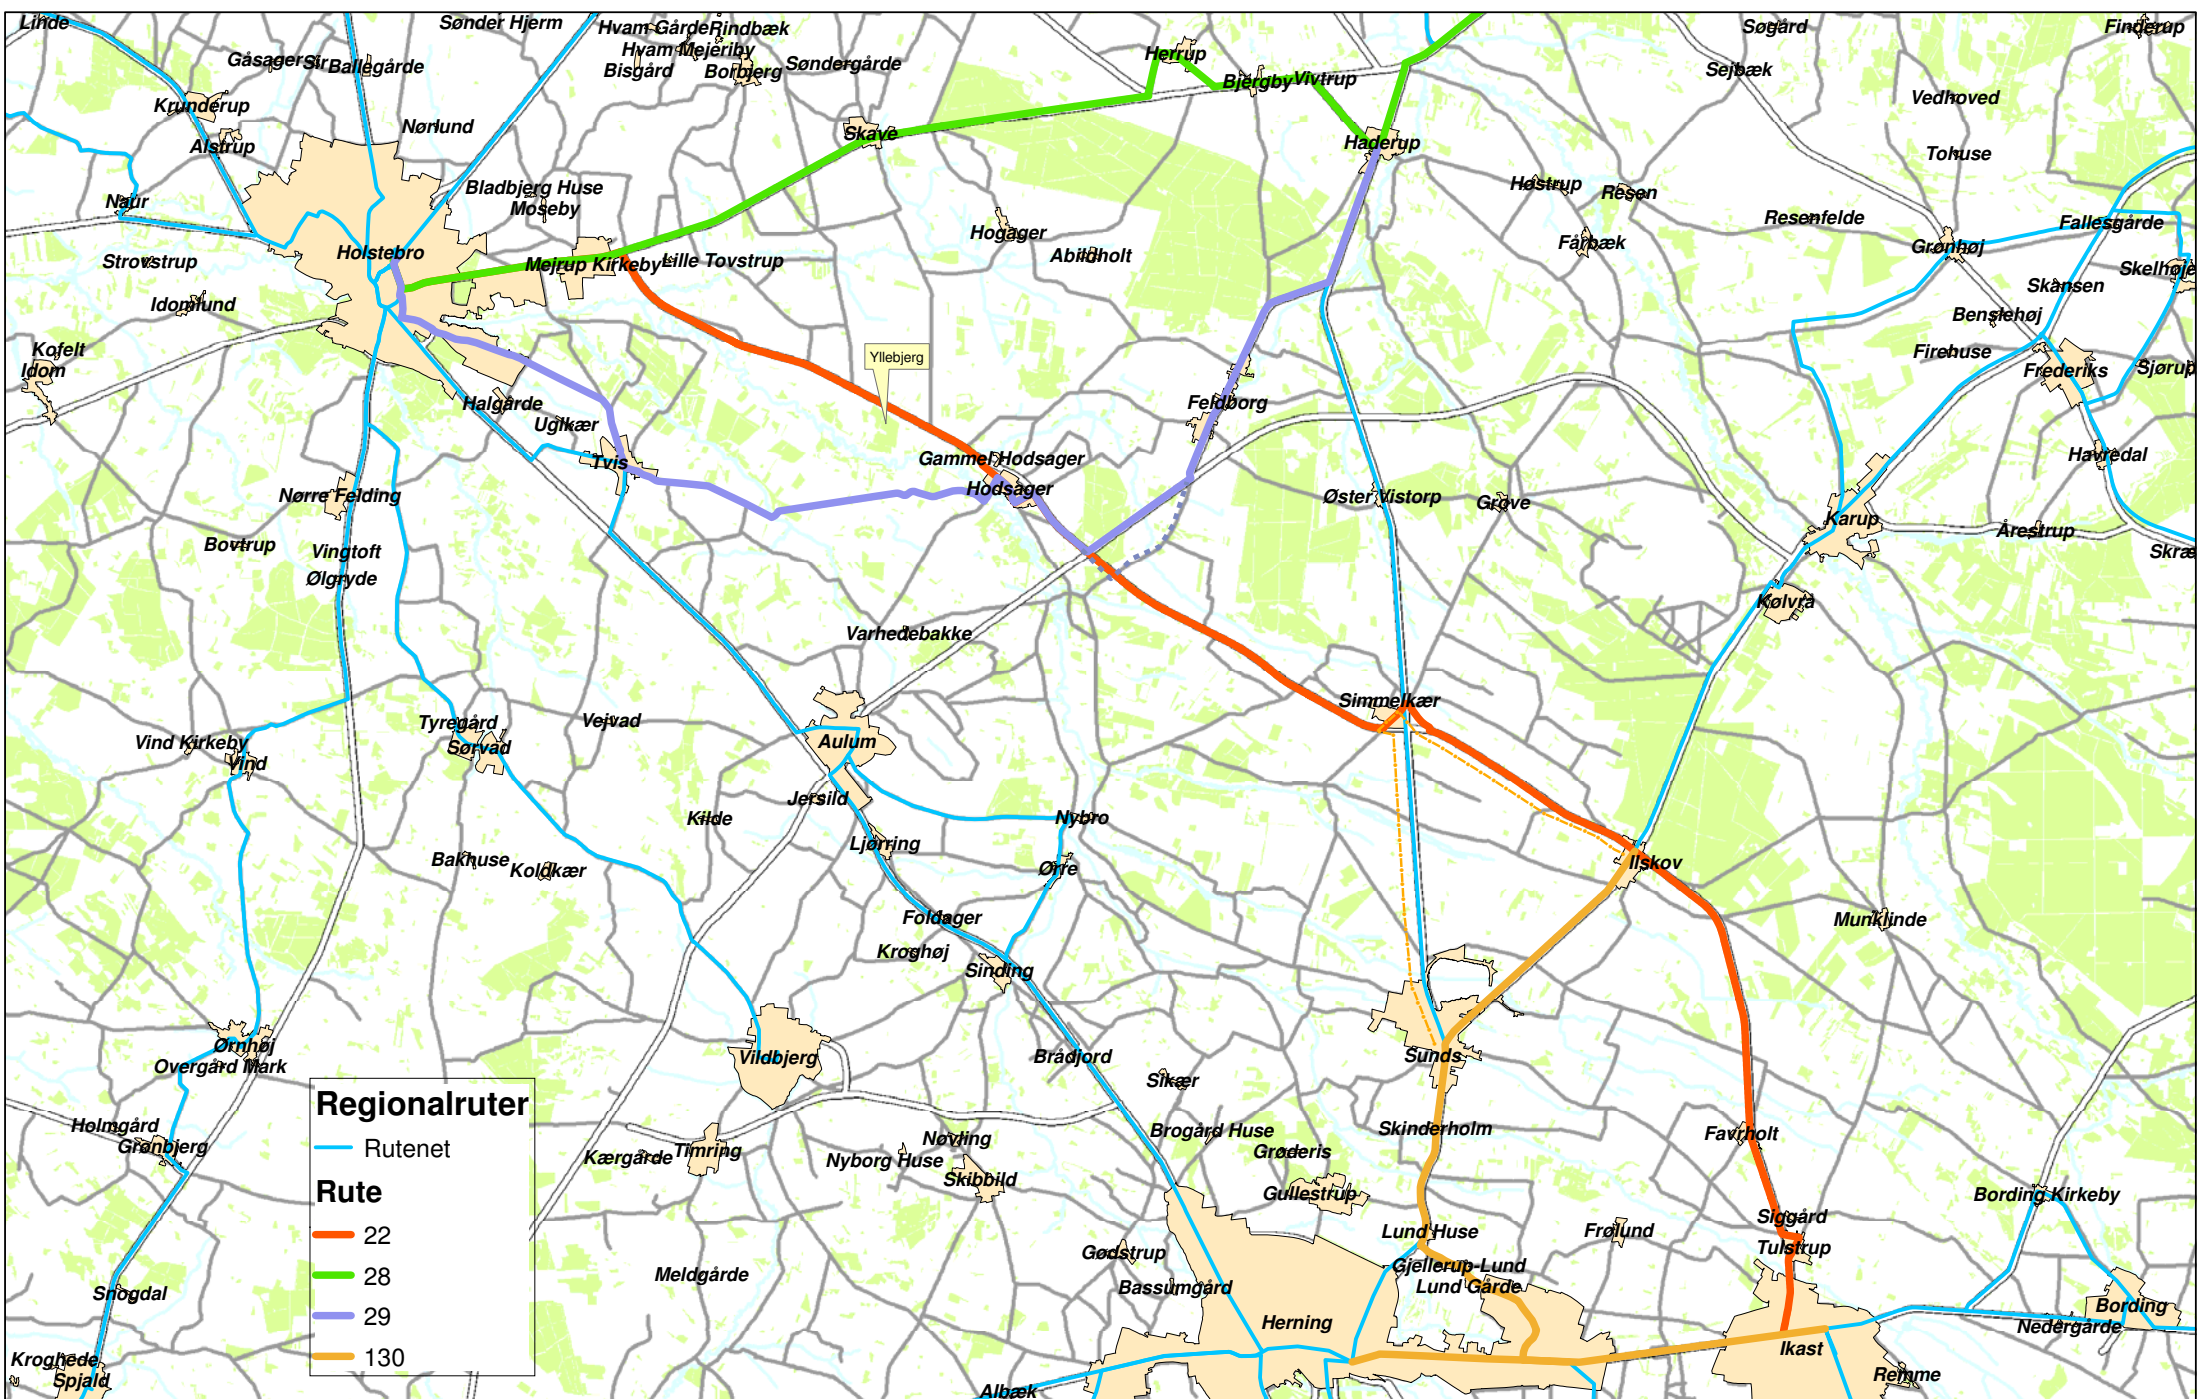 Linde
Sønder Hjerm
Hvam Gårde
Rindbæk
Hvam Mejeriby
Bisgård
Borbjerg
Søndergårde
Herrup
Bjergby
Vivtrup
Søgård
Finderup
Gåsager
Sir
Ballegårde
Sejbæk
Vedhoved
Krunderup
Nørlund
Alstrup
Skave
Haderup
Tohuse
Bladbjerg Huse
Moseby
Høstrup
Resen
Resenfelde
Fallesgårde
Naur
Holstebro
Hogager
Abildholt
Fårbæk
Grønhøj
Strovstrup
Mejrup Kirkeby
Lille Tovstrup
Skelhøje
Idomlund
Skånsen
Benslehøj
Kofelt
Idom
Yllebjerg
Firehuse
Frederiks
Sjørup
Halgårde
Uglkær
Feldborg
Tvis
Gammel Hodsager
Hodsager
Havredal
Nørre Felding
Øster Vistorp
Grove
Karup
Årestrup
Bovtrup
Vingtoft
Ølgryde
Skræ
Kølvrå
Varhedebakke
Simmelkær
Tyregård
Sørvad
Vejvad
Vind Kirkeby
Vind
Aulum
Jersild
Kilde
Nybro
Ljørring
Bakhuse
Koldkær
Ørre
Ilskov
Foldager
Munklinde
Kroghøj
Sinding
Ørnhøj
Overgård Mark
Vildbjerg
Brådjord
Sunds
Sikær
Holmgård
Grønbjerg
Regionalruter
Rutenet
Rute
22
28
29
130
Kærgårde
Timring
Nøvling
Nyborg Huse
Skibbild
Brogård Huse
Grøderis
Gullestrup
Skinderholm
Favrholt
Bording Kirkeby
Siggård
Tulstrup
Lund Huse
Frølund
Gødstrup
Gjellerup-Lund
Lund Gårde
Meldgårde
Bassumgård
Snogdal
Herning
Bording
Nedergårde
Ikast
Kroghede
Spjald
Albæk
Remme